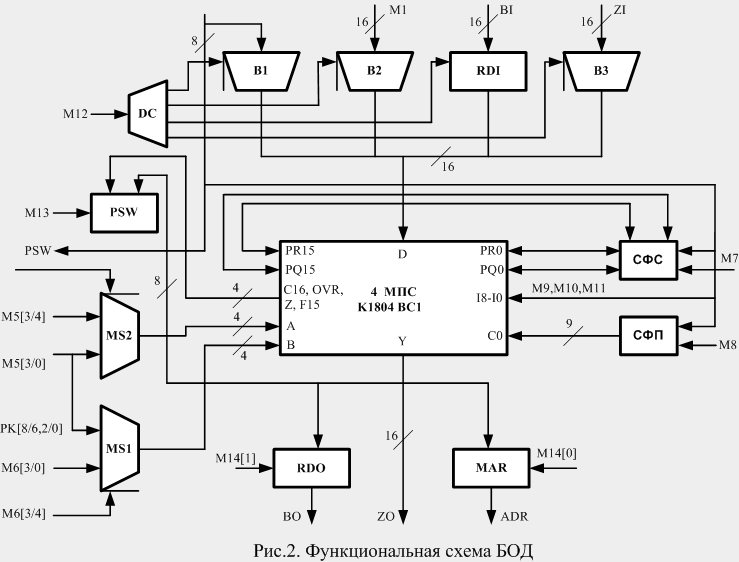 M1 BI ZI
8 16 16 16
B1 B2 RDI B3
DC
M12
16
PSW
M13
PSW
8
PR15 D PR0
PQ15 PQ0
СФС
M7
4 МПС
K1804 BC1
C16, OVR,
Z, F15
I8-I0
M9,M10,M11
4
M5[3/4]
MS2
4
A
B
4
Y
C0
9
СФП
M8
M5[3/0]
PK[8/6,2/0]
MS1
M6[3/0]
M6[3/4]
16
M14[1]
RDO
MAR
M14[0]
BO ZO ADR
Рис.2. Функциональная схема БОД